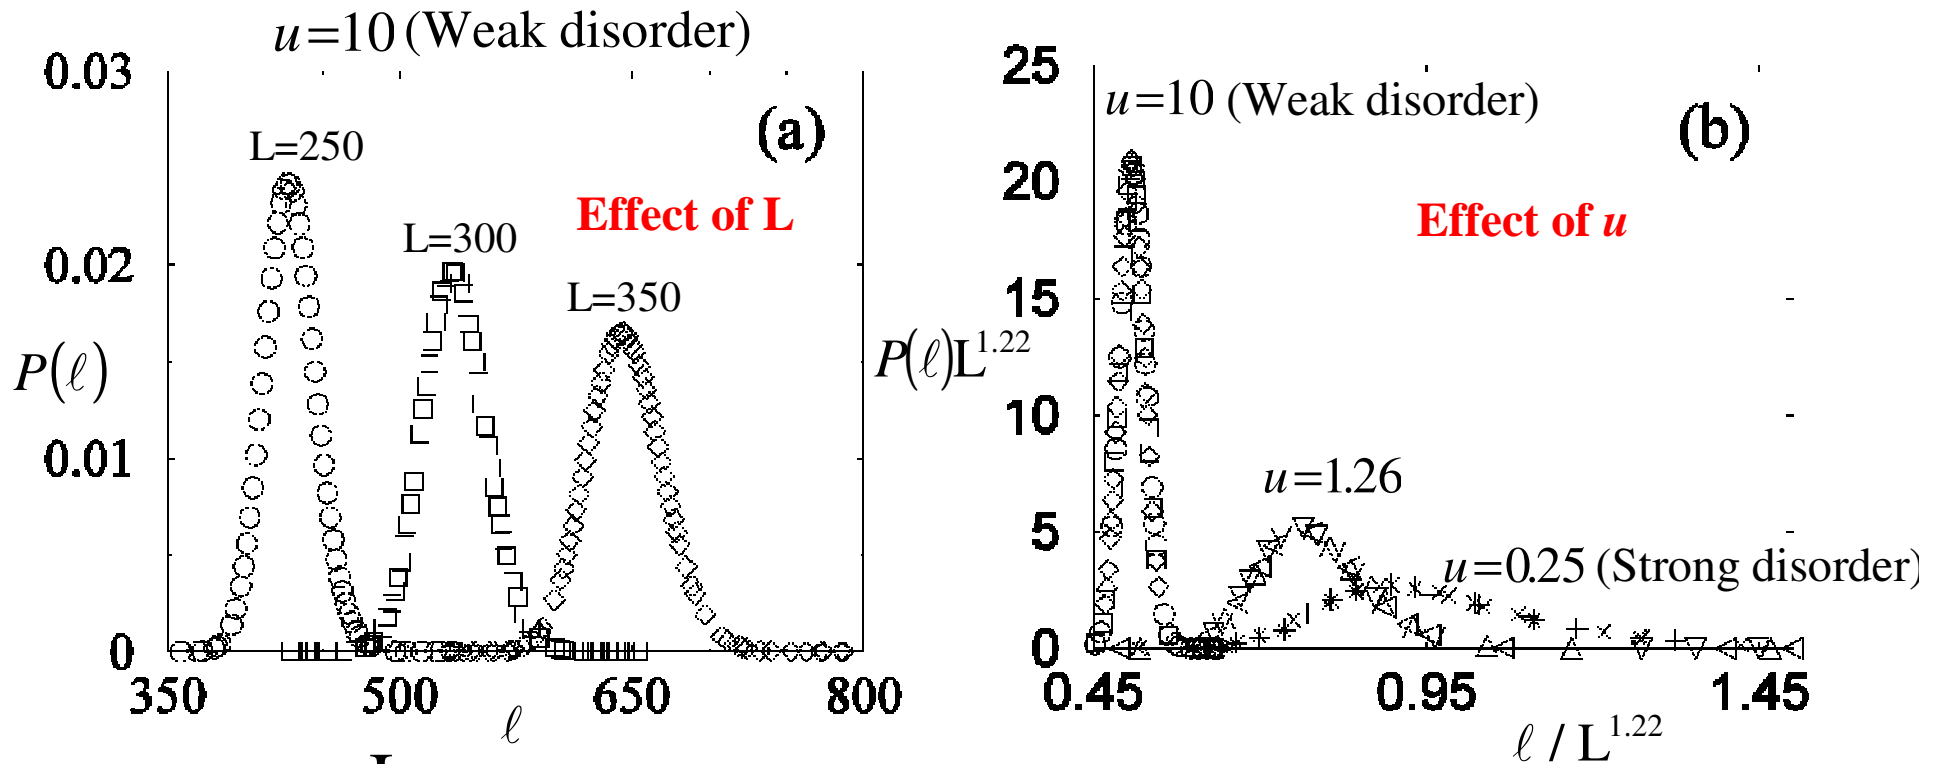 u=10 (Weak disorder)
0.03
(a)
L=250
Effect of L
L=300
0.02
L=350
P(ℓ)
0.01
0
350 500 650 800
ℓ
25
u=10 (Weak disorder)
(b)
20
Effect of u
15
P(ℓ)L^1.22
10
u=1.26
5
u=0.25 (Strong disorder)
0
0.45 0.95 1.45
ℓ / L^1.22